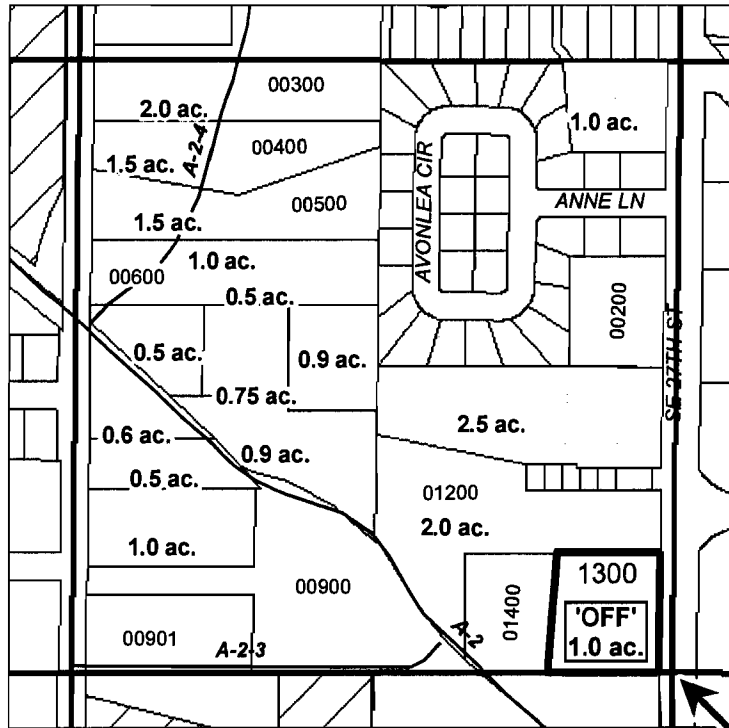 00300
2.0 ac.
A-2-4
1.0 ac.
00400
1.5 ac.
AVONLEA CIR
ANNE LN
00500
1.5 ac.
1.0 ac.
00600
0.5 ac.
00200
SE 27TH ST
0.5 ac.
0.9 ac.
0.75 ac.
2.5 ac.
0.6 ac.
0.9 ac.
0.5 ac.
01200
2.0 ac.
1.0 ac.
00900
01400
1300
'OFF'
1.0 ac.
00901
A-2-3
A-2